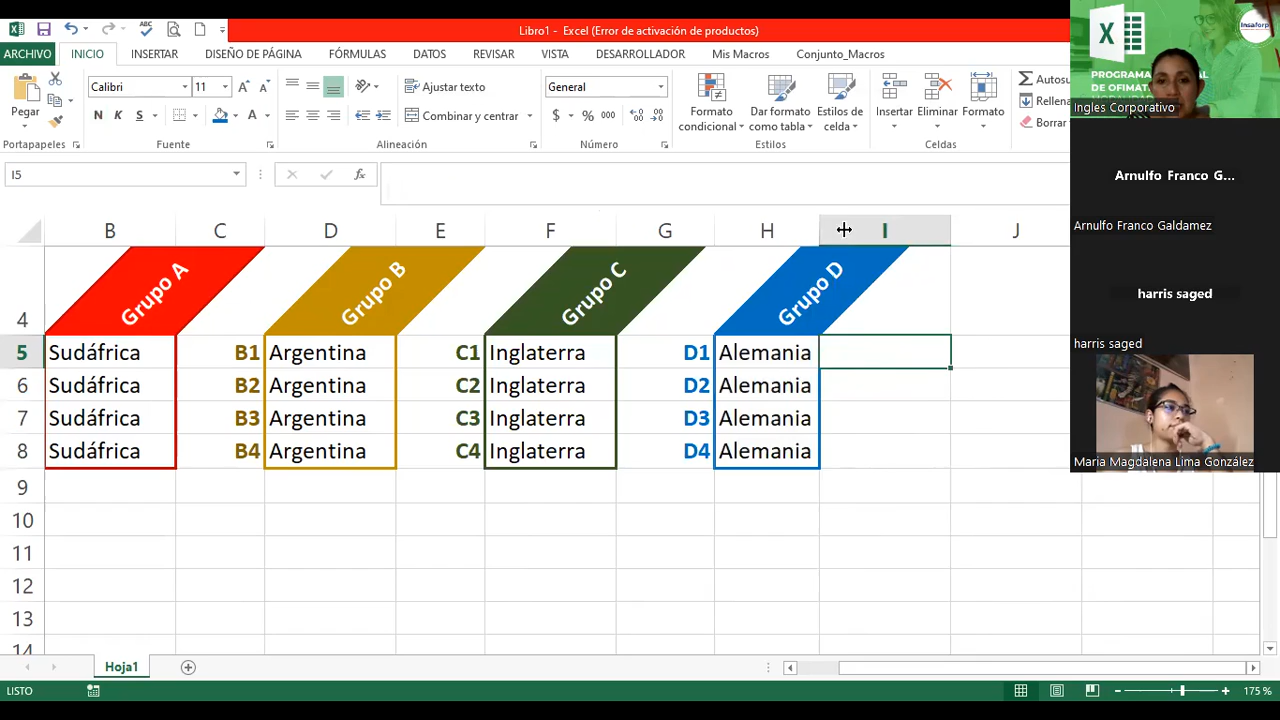 Libro1 - Excel (Error de activación de productos)
ARCHIVO INICIO INSERTAR DISEÑO DE PÁGINA FÓRMULAS DATOS REVISAR VISTA DESARROLLADOR Mis Macros Conjunto_Macros
Pegar
Calibri 11
N K S
Ajustar texto
Combinar y centrar
General
$ % 000
Formato condicional
Dar formato como tabla
Estilos de celda
Insertar Eliminar Formato
Autosu
Rellena
Borrar
Portapapeles Fuente Alineación Número Estilos Celdas
I5 fx
B C D E F G H I J
4 Grupo A Grupo B Grupo C Grupo D
5 Sudáfrica B1 Argentina C1 Inglaterra D1 Alemania
6 Sudáfrica B2 Argentina C2 Inglaterra D2 Alemania
7 Sudáfrica B3 Argentina C3 Inglaterra D3 Alemania
8 Sudáfrica B4 Argentina C4 Inglaterra D4 Alemania
9
10
11
12
13
14
Hoja1
LISTO 175 %
Insaforp
DE OFIMAT
Ingles Corporativo
Arnulfo Franco G...
Arnulfo Franco Galdamez
harris saged
harris saged
Maria Magdalena Lima González